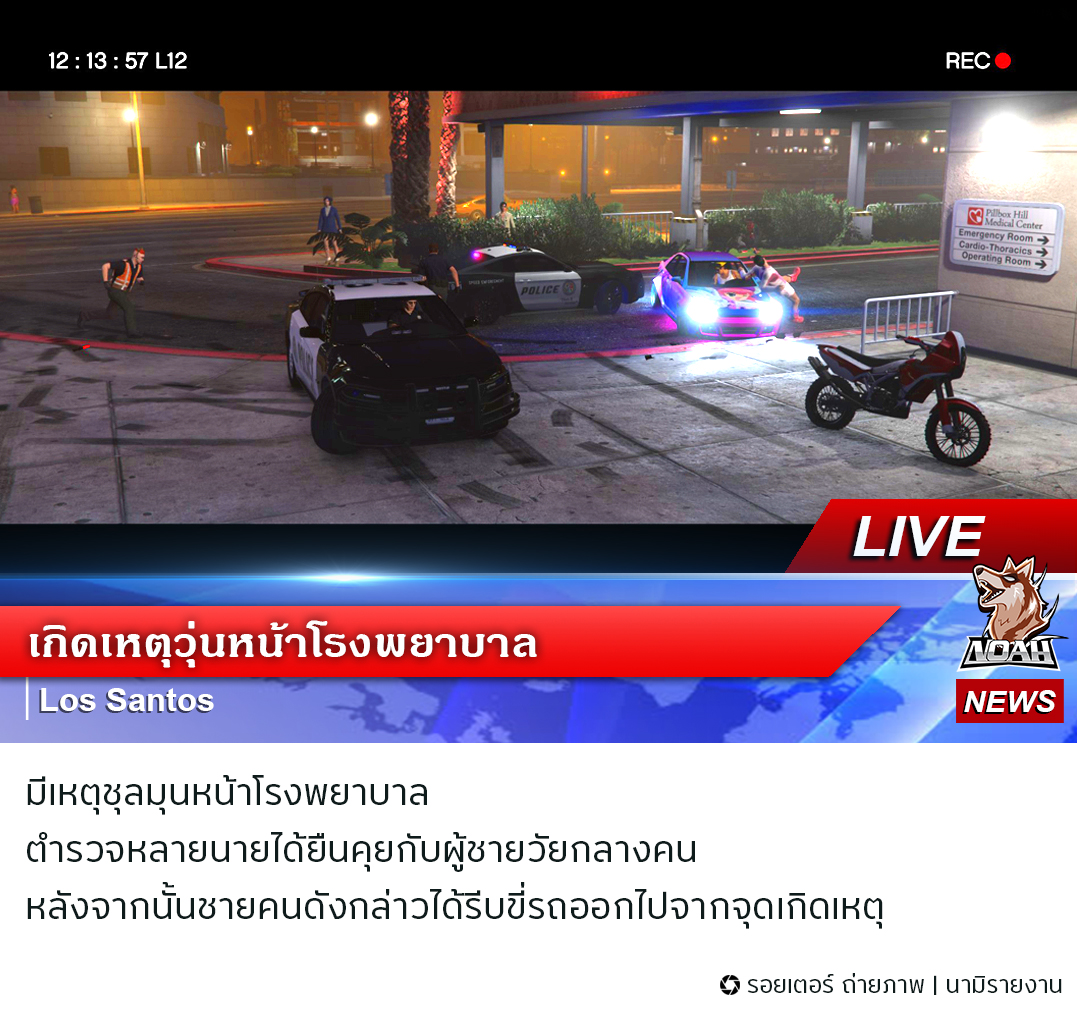 12 : 13 : 57 L12
REC
POLICE
Pillbox Hill
Medical Center
Emergency Room
Cardio-Thoracics
Operating Room
LIVE
เกิดเหตุวุ่นหน้าโรงพยาบาล
Los Santos
NOAH
NEWS
มีเหตุชุลมุนหน้าโรงพยาบาล
ตำรวจหลายนายได้ยืนคุยกับผู้ชายวัยกลางคน
หลังจากนั้นชายคนดังกล่าวได้รีบขี่รถออกไปจากจุดเกิดเหตุ
รอยเตอร์ ถ่ายภาพ | นามิรายงาน